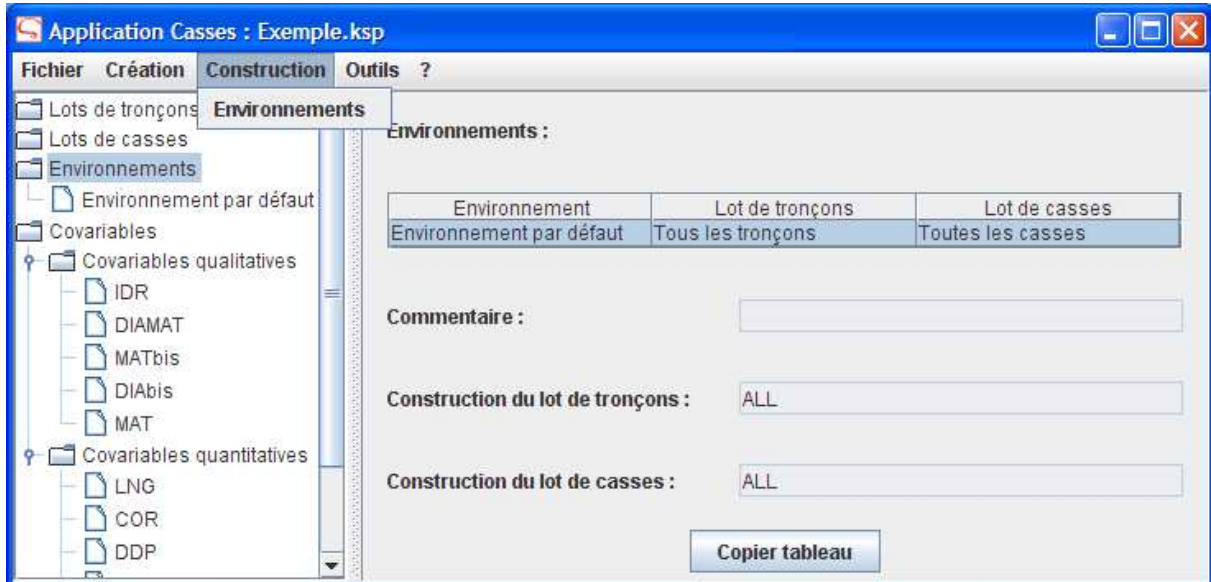 Application Casses : Exemple.ksp
Fichier Création Construction Outils ?
Environnements
Lots de tronçons
Lots de casses
Environnements
Environnement par défaut
Covariables
Covariables qualitatives
IDR
DIAMAT
MATbis
DIAbis
MAT
Covariables quantitatives
LNG
COR
DDP
Environnements :
Environnement Lot de tronçons Lot de casses
Environnement par défaut Tous les tronçons Toutes les casses
Commentaire :
Construction du lot de tronçons : ALL
Construction du lot de casses : ALL
Copier tableau